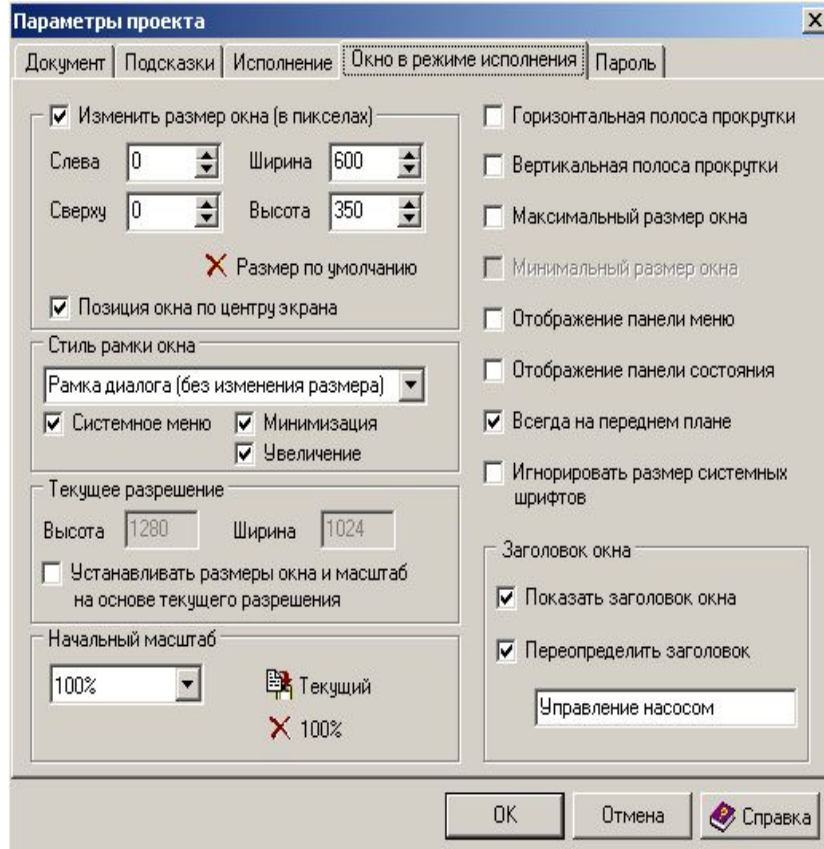 Параметры проекта
Документ Подсказки Исполнение Окно в режиме исполнения Пароль
Изменить размер окна (в пикселах)
Слева 0 Ширина 600
Сверху 0 Высота 350
Размер по умолчанию
Позиция окна по центру экрана
Стиль рамки окна
Рамка диалога (без изменения размера)
Системное меню Минимизация
Увеличение
Текущее разрешение
Высота 1280 Ширина 1024
Устанавливать размеры окна и масштаб
на основе текущего разрешения
Начальный масштаб
100% Текущий
100%
Горизонтальная полоса прокрутки
Вертикальная полоса прокрутки
Максимальный размер окна
Минимальный размер окна
Отображение панели меню
Отображение панели состояния
Всегда на переднем плане
Игнорировать размер системных
шрифтов
Заголовок окна
Показать заголовок окна
Переопределить заголовок
Управление насосом
OK Отмена Справка